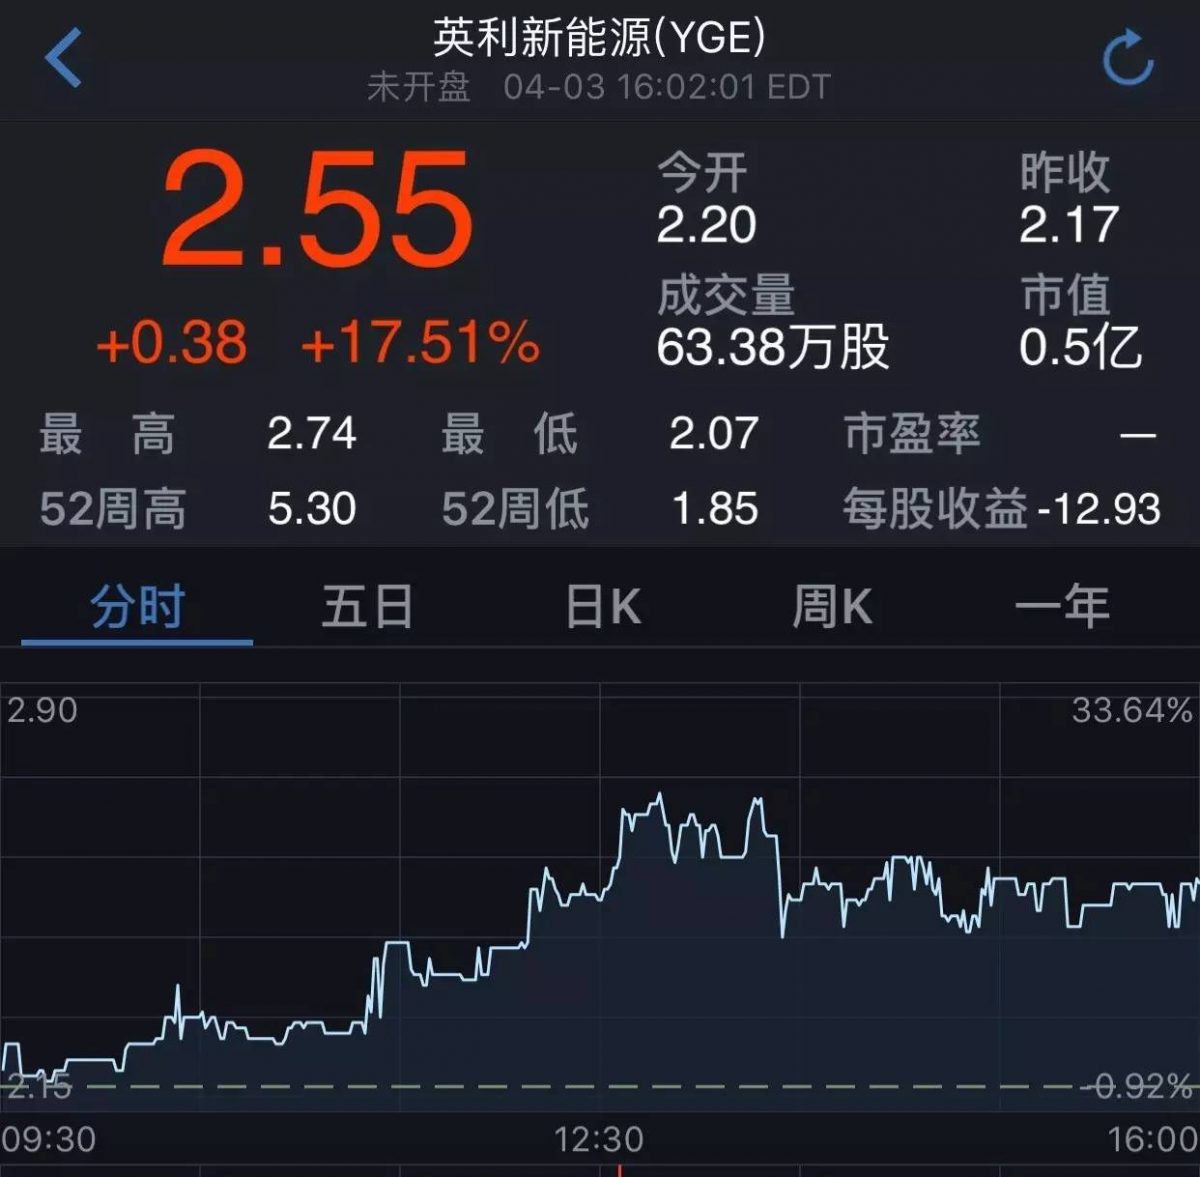 英利新能源(YGE)
未开盘 04-03 16:02:01 EDT
2.55
+0.38 +17.51%
今开 昨收
2.20 2.17
成交量 市值
63.38万股 0.5亿
最 高 2.74 最 低 2.07 市盈率 —
52周高 5.30 52周低 1.85 每股收益 -12.93
分时 五日 日K 周K 一年
2.90 33.64%
2.15 -0.92%
09:30 12:30 16:00